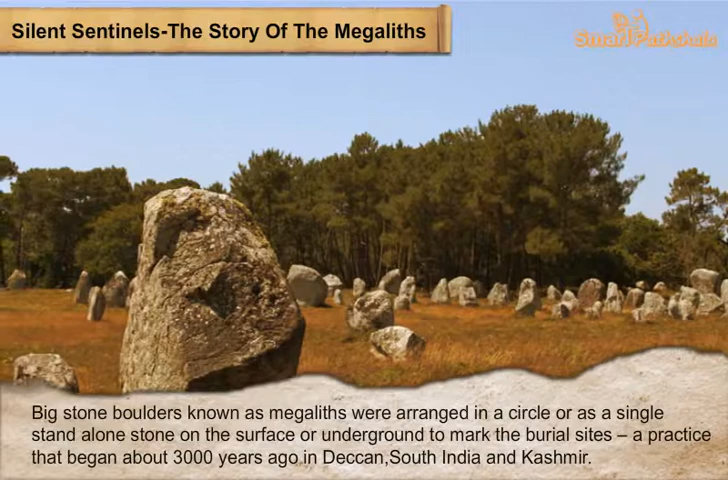 Silent Sentinels-The Story Of The Megaliths
Big stone boulders known as megaliths were arranged in a circle or as a single
stand alone stone on the surface or underground to mark the burial sites – a practice
that began about 3000 years ago in Deccan,South India and Kashmir.